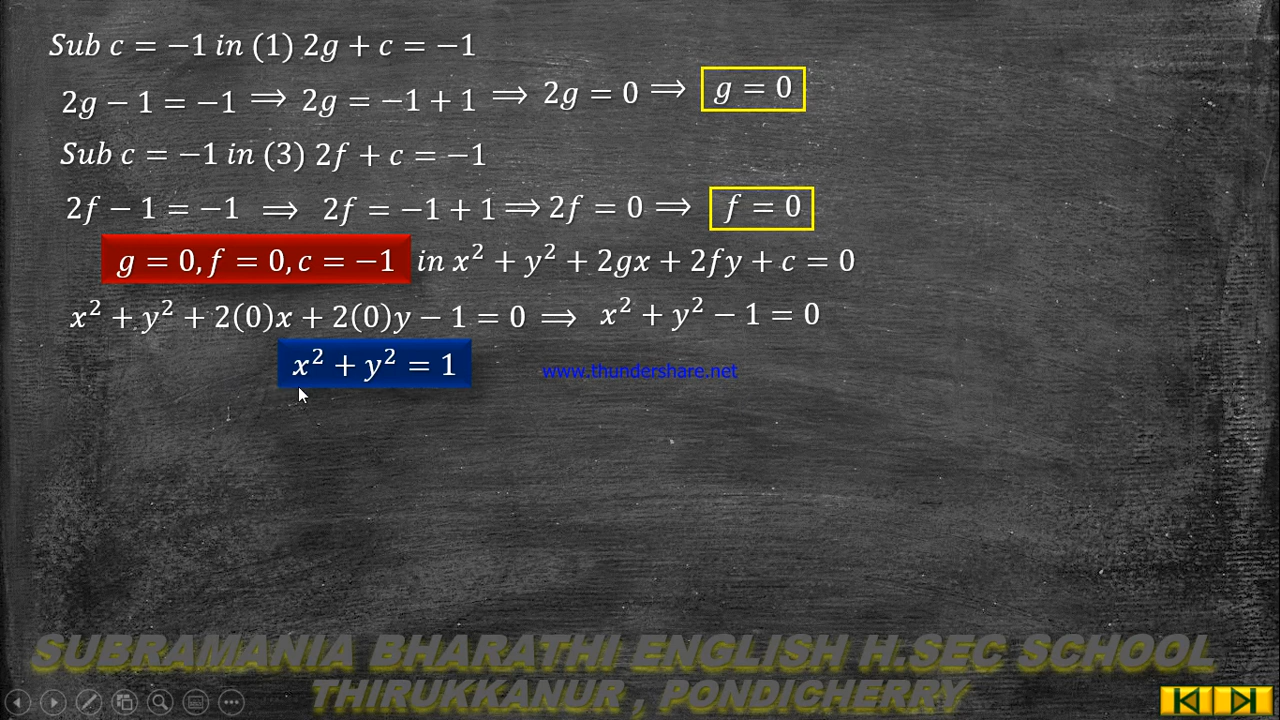 Sub c = −1 in (1) 2g + c = −1
2g − 1 = −1 ⟹ 2g = −1 + 1 ⟹ 2g = 0 ⟹ g = 0
Sub c = −1 in (3) 2f + c = −1
2f − 1 = −1 ⟹ 2f = −1 + 1 ⟹ 2f = 0 ⟹ f = 0
g = 0, f = 0, c = −1 in x² + y² + 2gx + 2fy + c = 0
x² + y² + 2(0)x + 2(0)y − 1 = 0 ⟹ x² + y² − 1 = 0
x² + y² = 1 www.thundershare.net
SUBRAMANIA BHARATHI ENGLISH H.SEC SCHOOL
THIRUKKANUR , PONDICHERRY